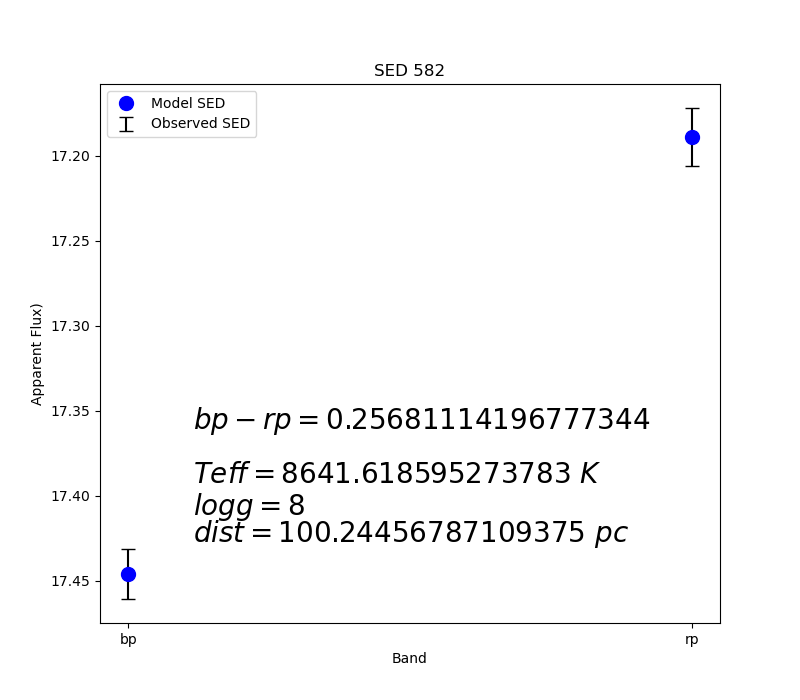 SED 582
Model SED
Observed SED
17.20
17.25
17.30
17.35
17.40
17.45
Apparent Flux)
bp − rp = 0.25681114196777344
Teff = 8641.618595273783 K
logg = 8
dist = 100.24456787109375 pc
bp
rp
Band